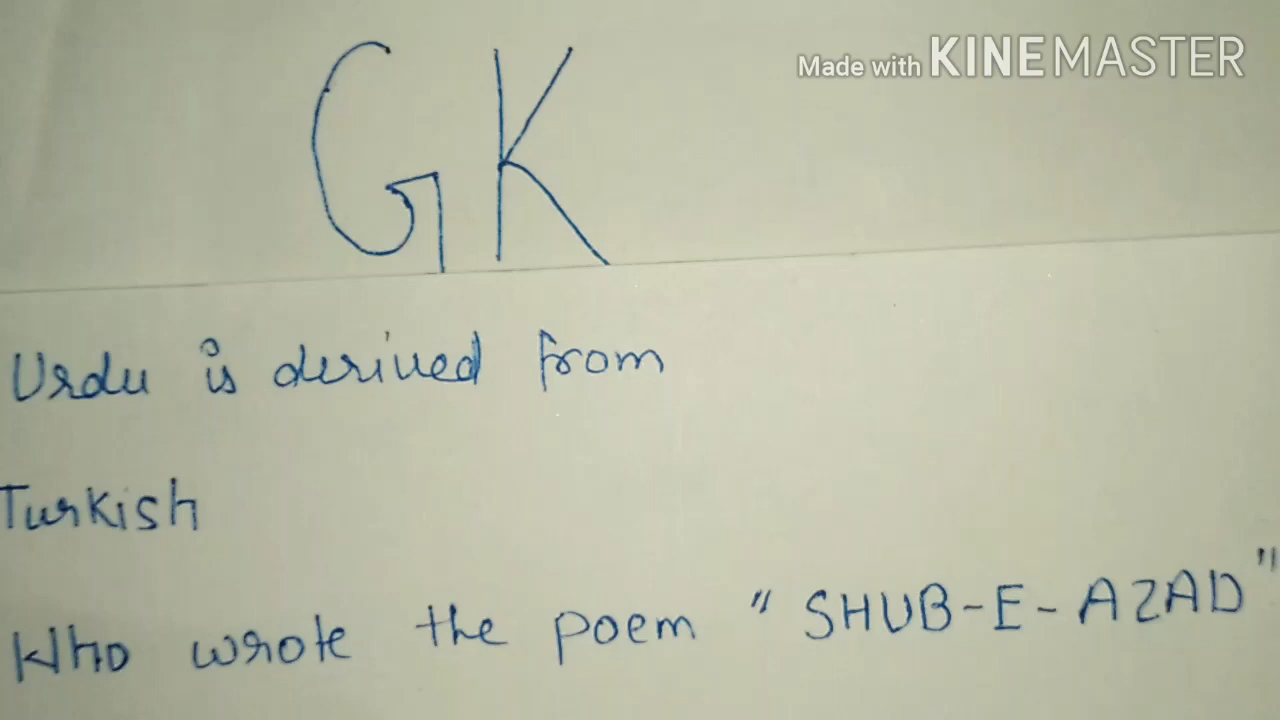 Made with KINEMASTER
GK
Urdu is derived from
Turkish
Who wrote the poem "SHUB-E-AZAD"